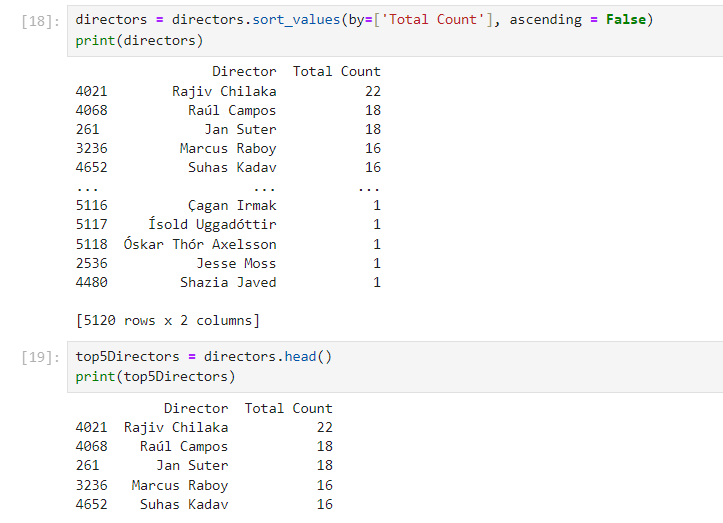 [18]: directors = directors.sort_values(by=['Total Count'], ascending = False)
print(directors)
Director Total Count
4021 Rajiv Chilaka 22
4068 Raúl Campos 18
261 Jan Suter 18
3236 Marcus Raboy 16
4652 Suhas Kadav 16
... ... ...
5116 Çagan Irmak 1
5117 Ísold Uggadóttir 1
5118 Óskar Thór Axelsson 1
2536 Jesse Moss 1
4480 Shazia Javed 1
[5120 rows x 2 columns]
[19]: top5Directors = directors.head()
print(top5Directors)
Director Total Count
4021 Rajiv Chilaka 22
4068 Raúl Campos 18
261 Jan Suter 18
3236 Marcus Raboy 16
4652 Suhas Kadav 16